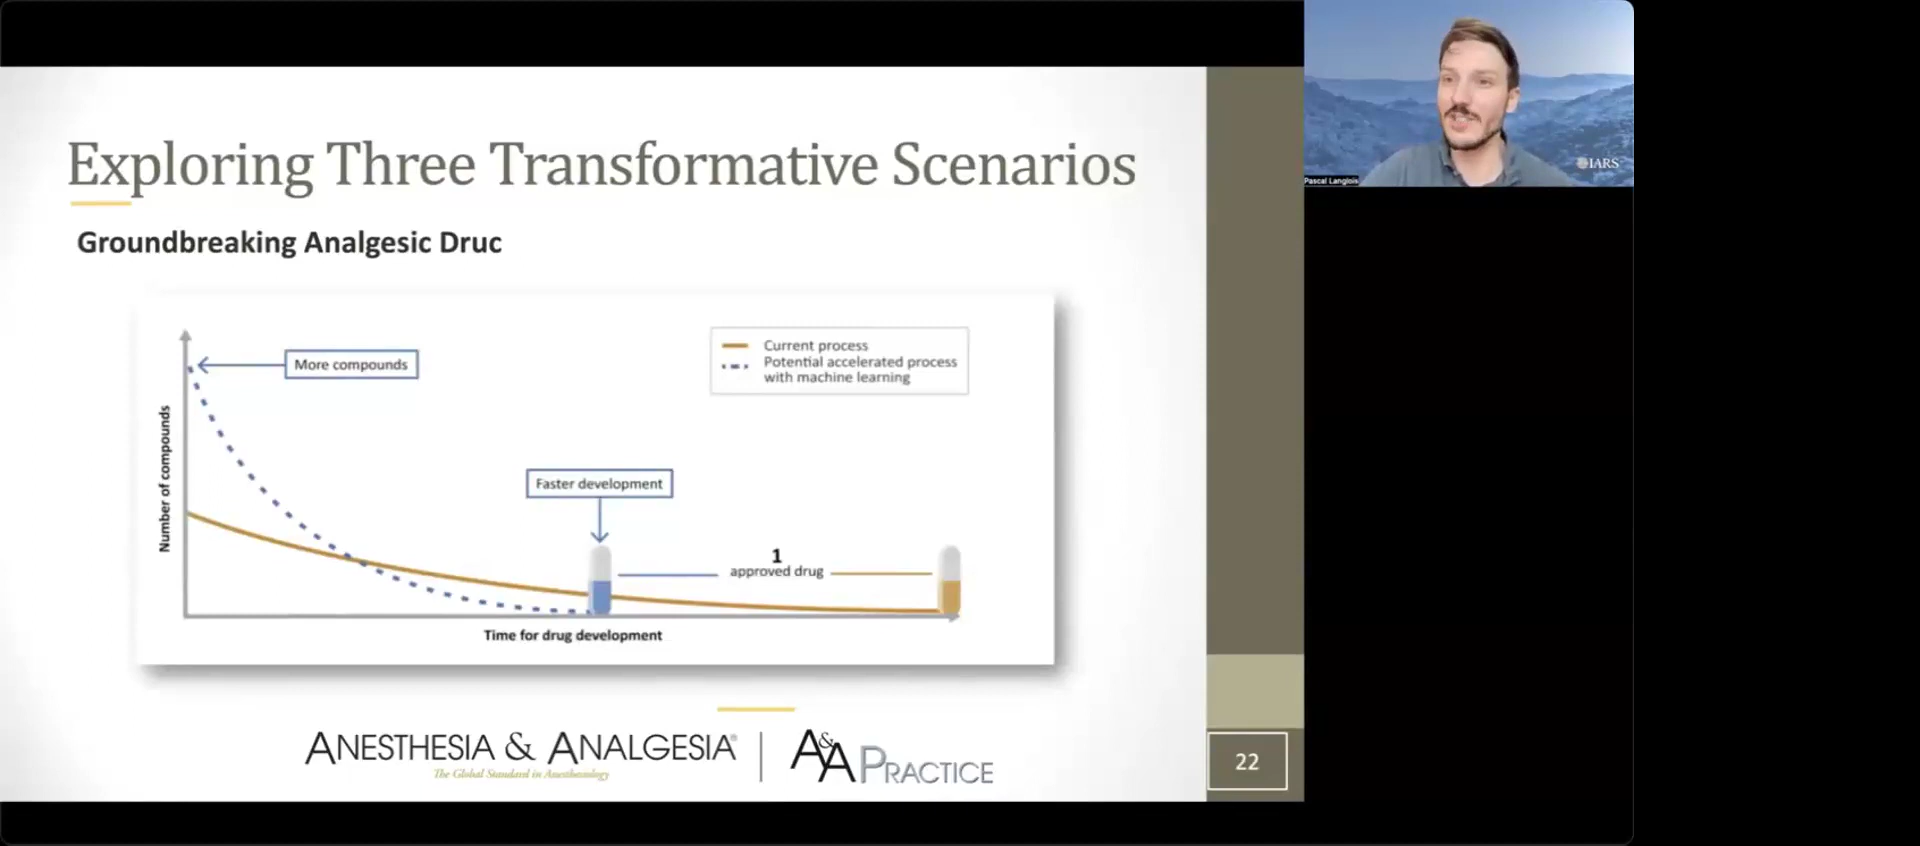 Exploring Three Transformative Scenarios
Groundbreaking Analgesic Druc
More compounds
Current process
Potential accelerated process
with machine learning
Number of compounds
Faster development
1
approved drug
Time for drug development
ANESTHESIA & ANALGESIA®
The Global Standard in Anesthesiology
A&A PRACTICE
22
IARS
Pascal Langlois